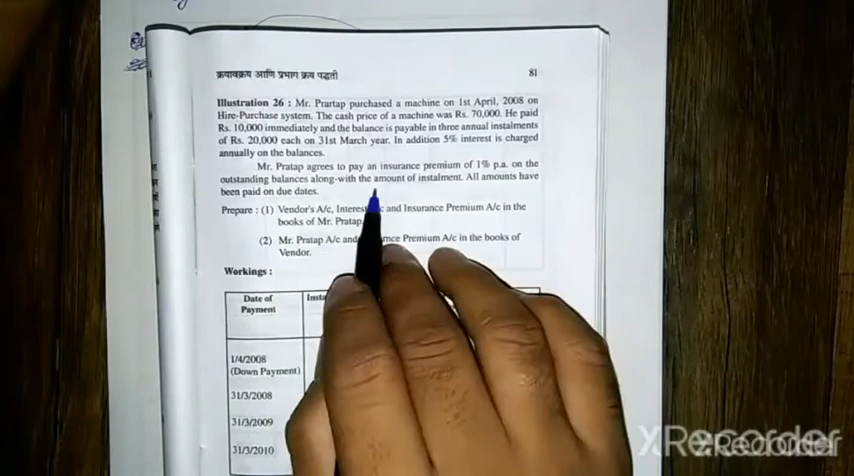 क्रयावक्रय आणि प्रभाग क्रय पद्धती
81
Illustration 26 : Mr. Prartap purchased a machine on 1st April, 2008 on
Hire-Purchase system. The cash price of a machine was Rs. 70,000. He paid
Rs. 10,000 immediately and the balance is payable in three annual instalments
of Rs. 20,000 each on 31st March year. In addition 5% interest is charged
annually on the balances.
Mr. Pratap agrees to pay an insurance premium of 1% p.a. on the
outstanding balances along-with the amount of instalment. All amounts have
been paid on due dates.
Prepare : (1) Vendor's A/c, Interest and Insurance Premium A/c in the
books of Mr. Pratap
(2) Mr. Pratap A/c and Premium A/c in the books of
Vendor.
Workings :
Date of
Payment
1/4/2008
(Down Payment)
31/3/2008
31/3/2009
31/3/2010
XRecorder
XRecorder